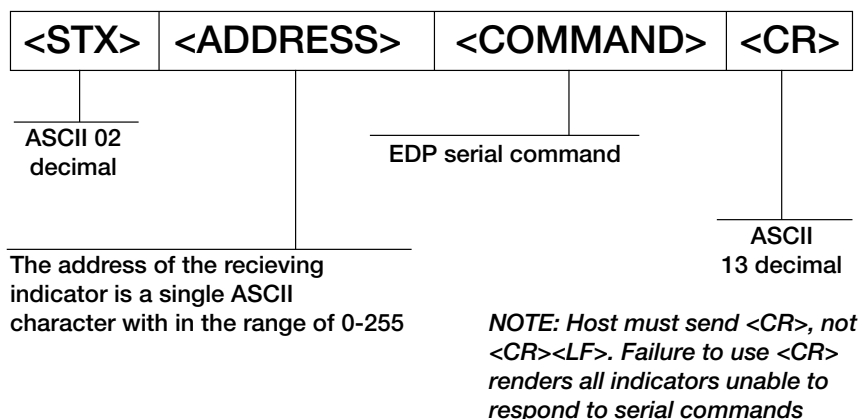 <STX> <ADDRESS> <COMMAND> <CR>
ASCII 02
decimal
EDP serial command
ASCII
13 decimal
The address of the recieving
indicator is a single ASCII
character with in the range of 0-255
NOTE: Host must send <CR>, not
<CR><LF>. Failure to use <CR>
renders all indicators unable to
respond to serial commands